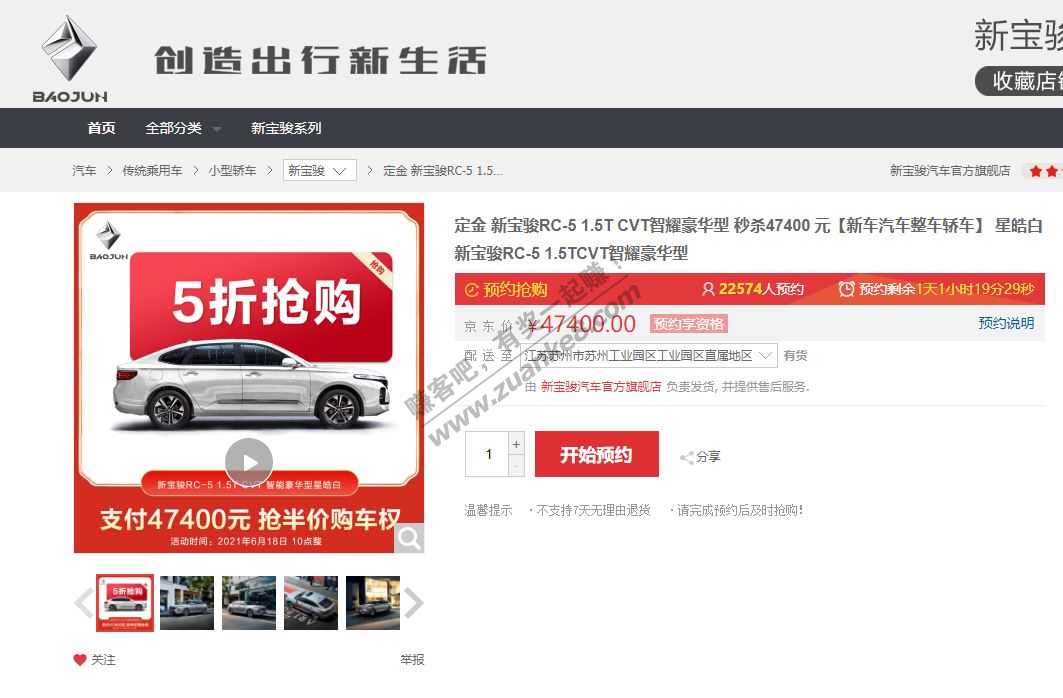 BAOJUN
创造出行新生活
新宝骏
收藏店铺
首页 全部分类 新宝骏系列
汽车 > 传统乘用车 > 小型轿车 > 新宝骏 > 定金 新宝骏RC-5 1.5...
新宝骏汽车官方旗舰店
BAOJUN
抢购
5折抢购
新宝骏RC-5 1.5T CVT 智能豪华型星皓白
支付47400元 抢半价购车权
活动时间：2021年6月18日 10点整
定金 新宝骏RC-5 1.5T CVT智耀豪华型 秒杀47400 元【新车汽车整车轿车】 星皓白
新宝骏RC-5 1.5TCVT智耀豪华型
预约抢购 22574人预约 预约剩余1天1小时19分29秒
京东价 ¥47400.00 预约享资格 预约说明
配送至 江苏苏州市苏州工业园区工业园区直属地区 有货
由 新宝骏汽车官方旗舰店 负责发货, 并提供售后服务.
1 + -
开始预约
分享
温馨提示 ·不支持7天无理由退货 ·请完成预约后及时抢购!
赚客吧，有奖一起赚！
www.zuanke8.com
5折抢购
关注
举报